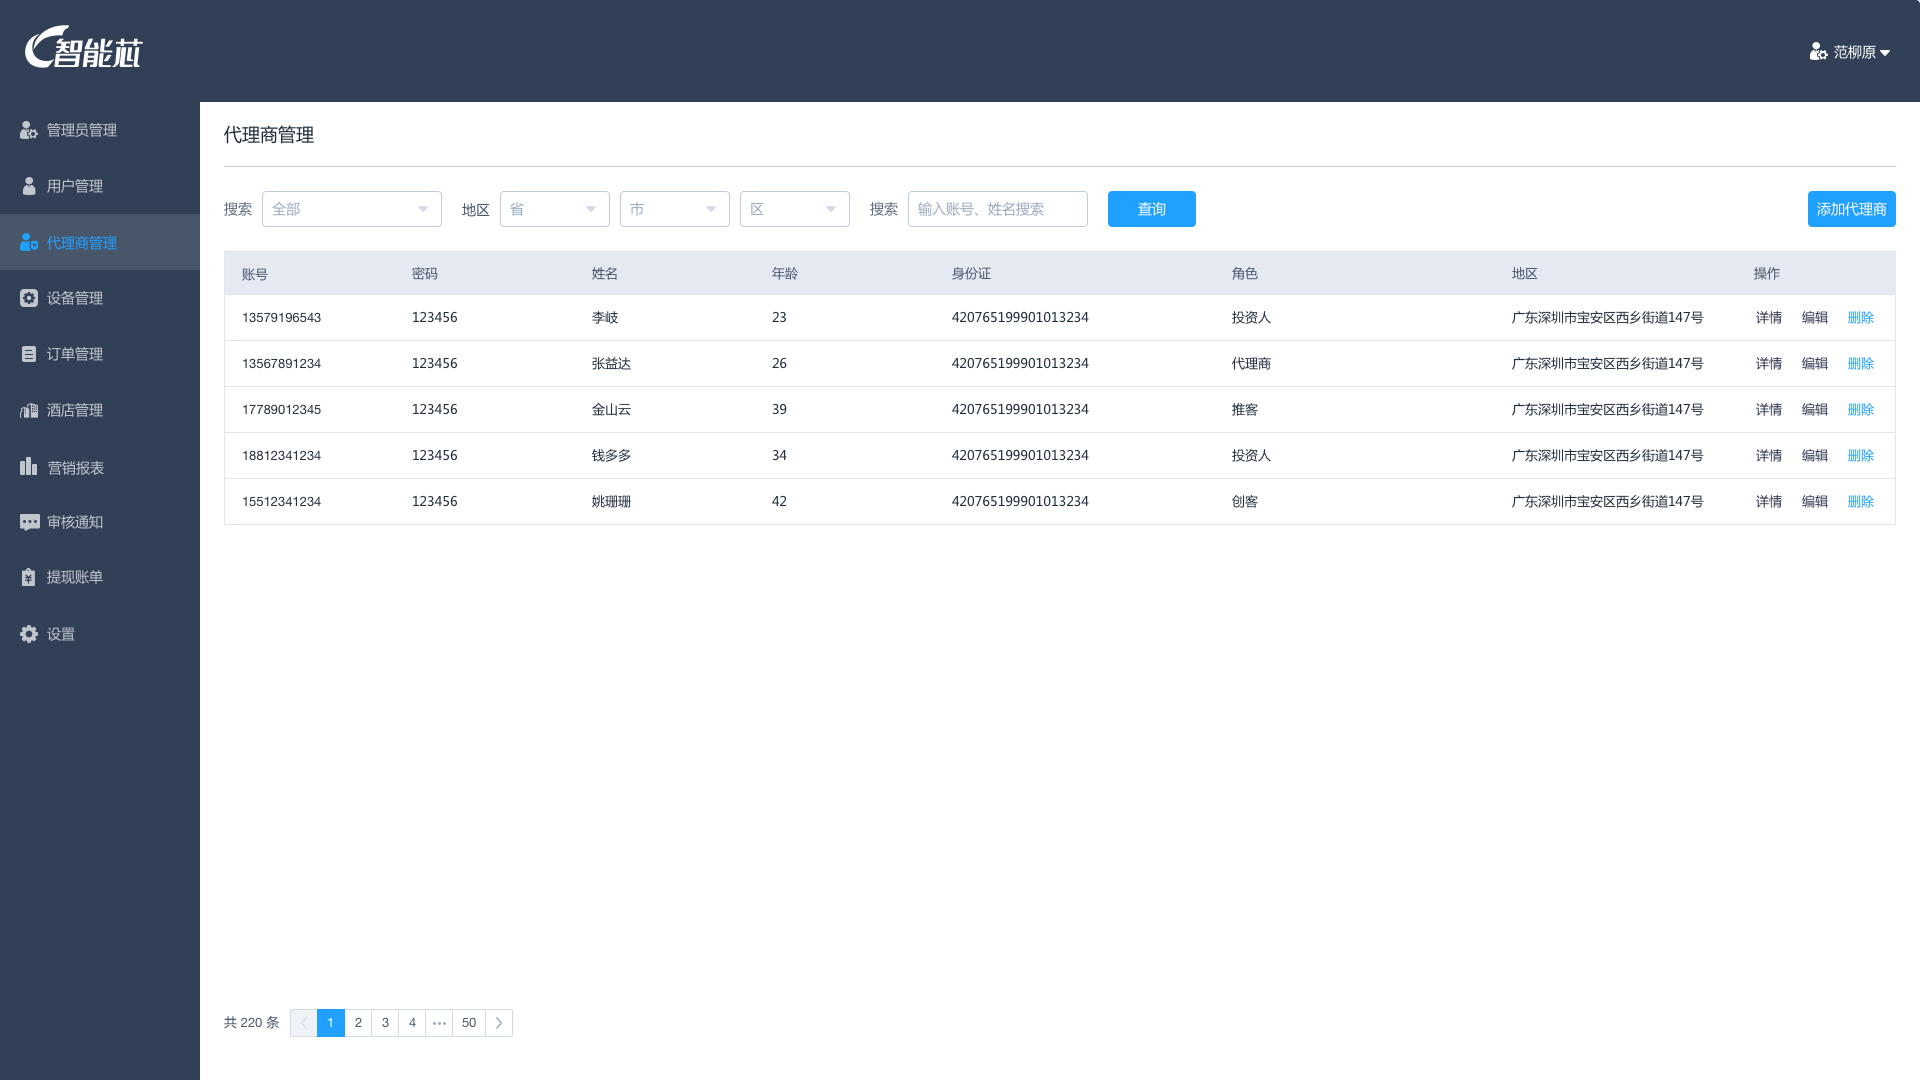 智能芯
范柳原
管理员管理
用户管理
代理商管理
设备管理
订单管理
酒店管理
营销报表
审核通知
提现账单
设置
代理商管理
搜索 全部 地区 省 市 区 搜索 输入账号、姓名搜索 查询 添加代理商
账号 密码 姓名 年龄 身份证 角色 地区 操作
13579196543 123456 李岐 23 420765199901013234 投资人 广东深圳市宝安区西乡街道147号 详情 编辑 删除
13567891234 123456 张益达 26 420765199901013234 代理商 广东深圳市宝安区西乡街道147号 详情 编辑 删除
17789012345 123456 金山云 39 420765199901013234 推客 广东深圳市宝安区西乡街道147号 详情 编辑 删除
18812341234 123456 钱多多 34 420765199901013234 投资人 广东深圳市宝安区西乡街道147号 详情 编辑 删除
15512341234 123456 姚珊珊 42 420765199901013234 创客 广东深圳市宝安区西乡街道147号 详情 编辑 删除
共 220 条 1 2 3 4 ••• 50